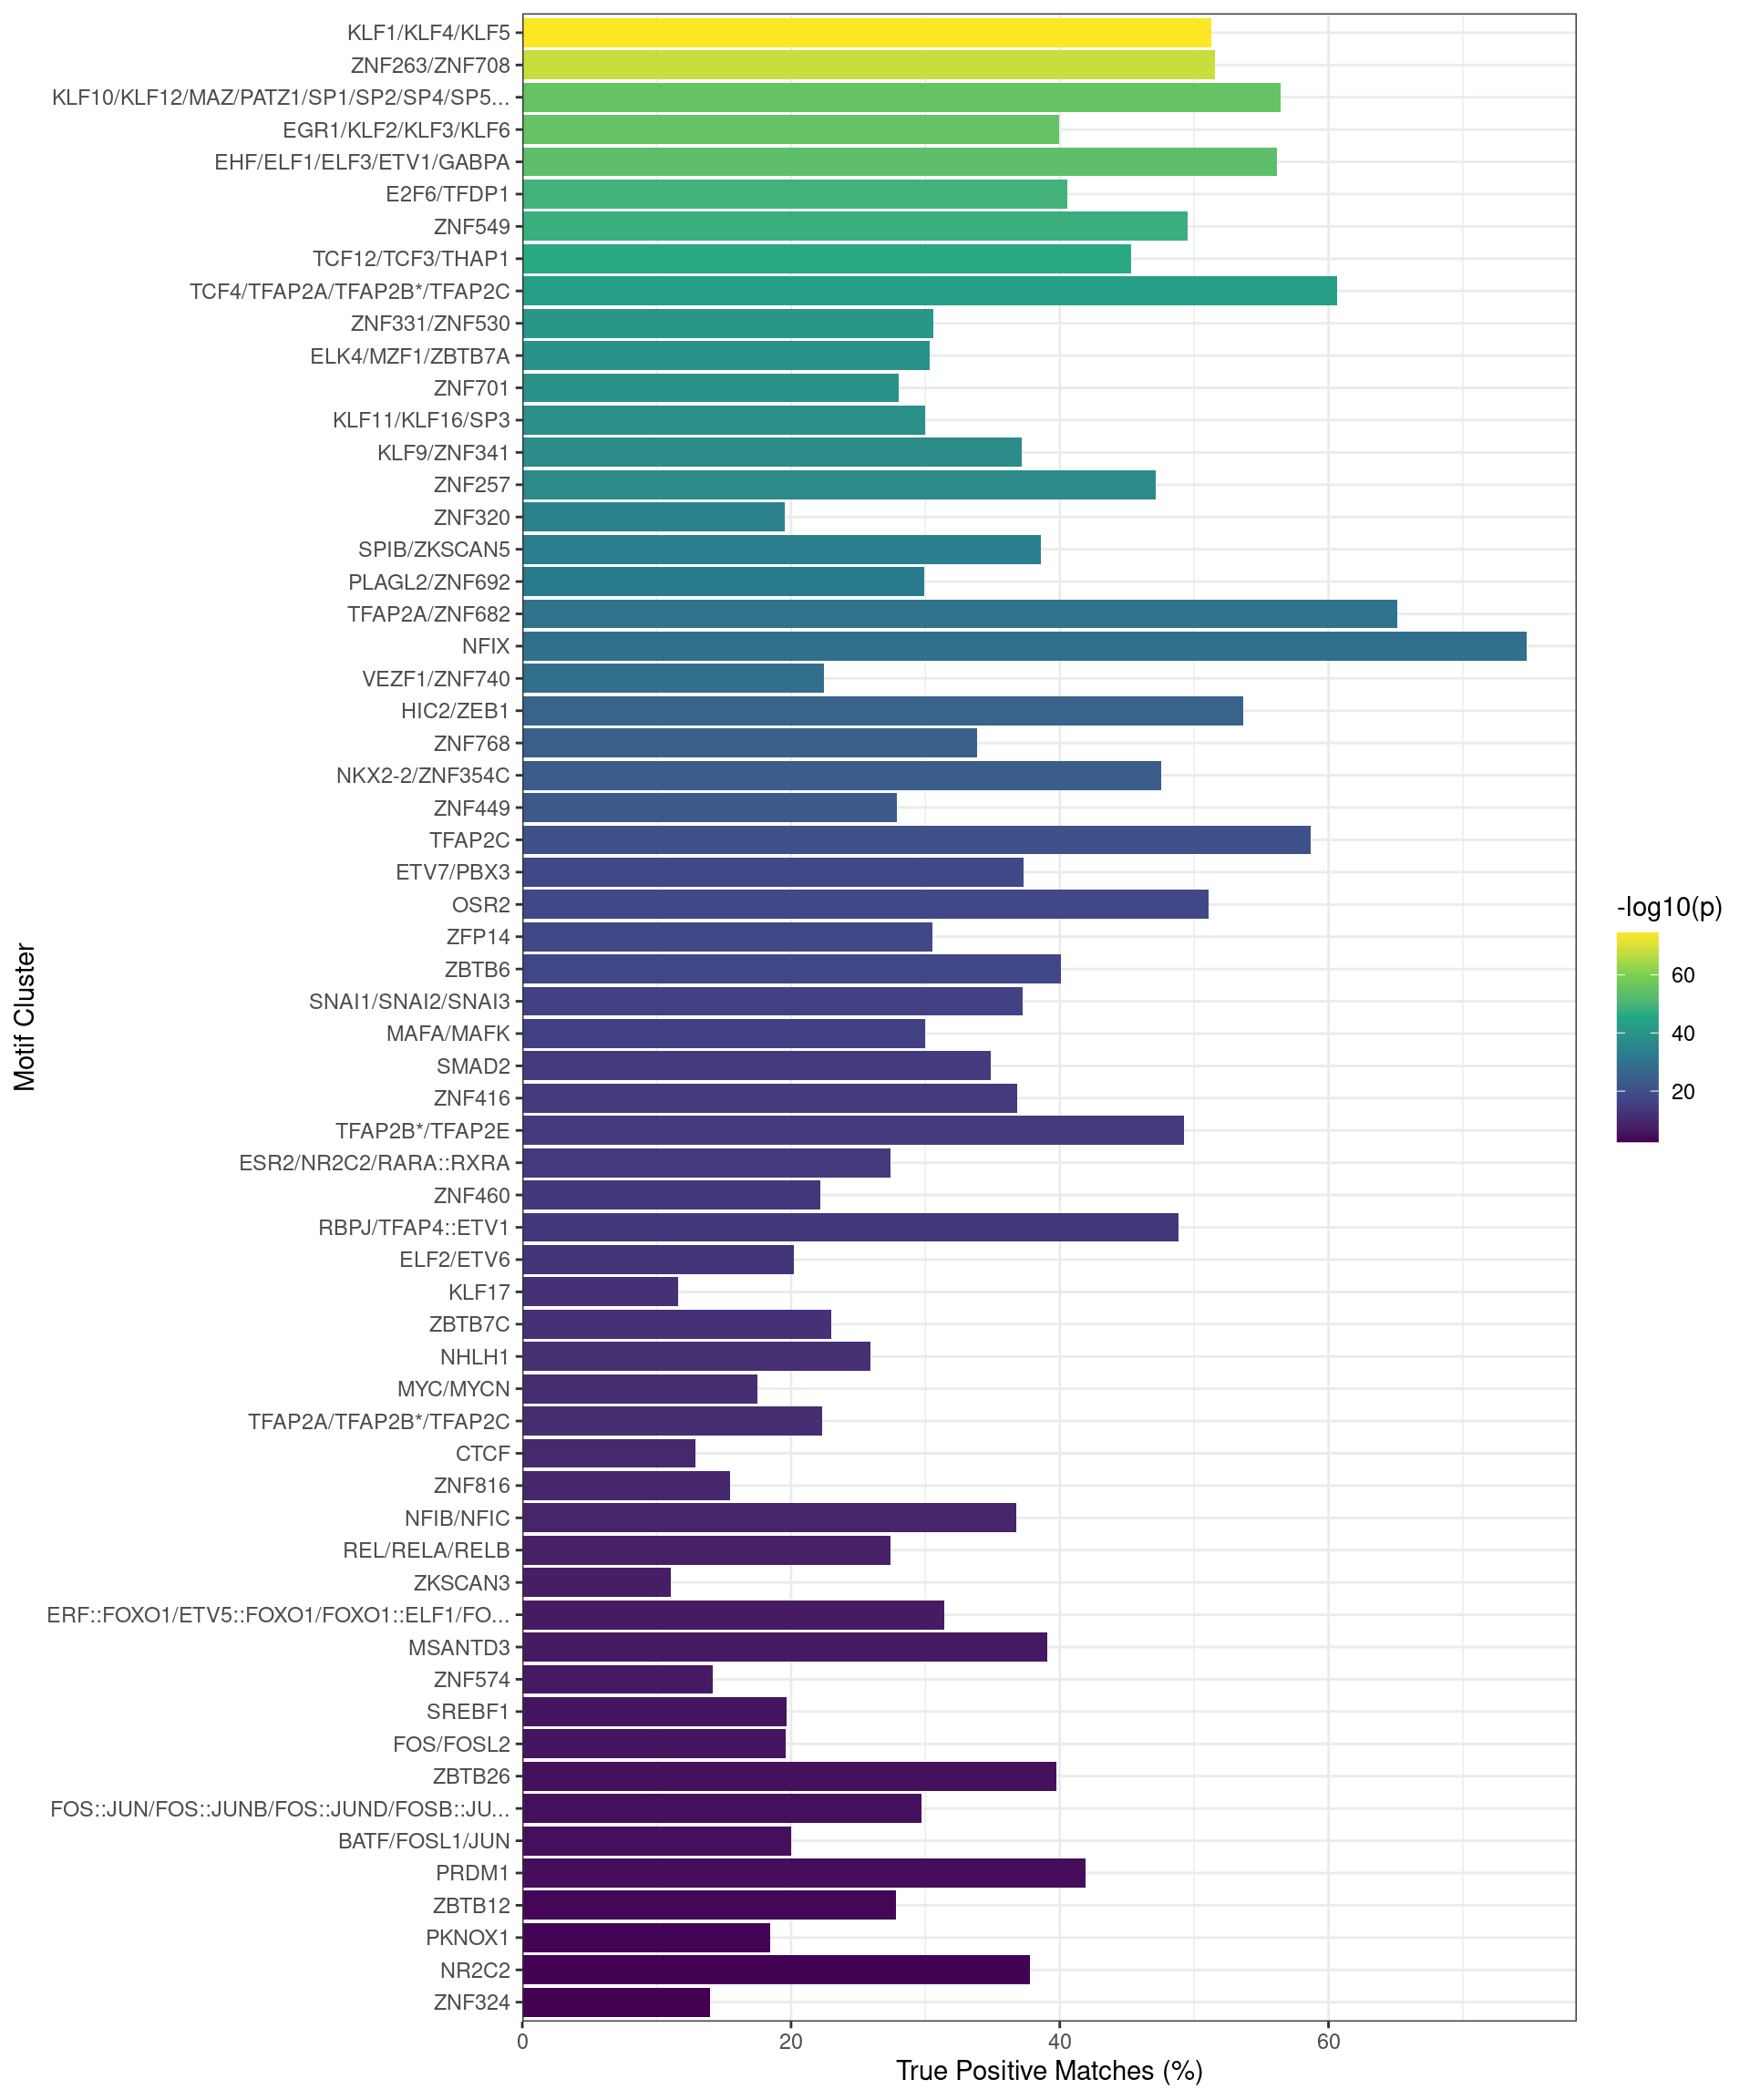 KLF1/KLF4/KLF5
ZNF263/ZNF708
KLF10/KLF12/MAZ/PATZ1/SP1/SP2/SP4/SP5...
EGR1/KLF2/KLF3/KLF6
EHF/ELF1/ELF3/ETV1/GABPA
E2F6/TFDP1
ZNF549
TCF12/TCF3/THAP1
TCF4/TFAP2A/TFAP2B*/TFAP2C
ZNF331/ZNF530
ELK4/MZF1/ZBTB7A
ZNF701
KLF11/KLF16/SP3
KLF9/ZNF341
ZNF257
ZNF320
SPIB/ZKSCAN5
PLAGL2/ZNF692
TFAP2A/ZNF682
NFIX
VEZF1/ZNF740
HIC2/ZEB1
ZNF768
NKX2-2/ZNF354C
ZNF449
TFAP2C
ETV7/PBX3
OSR2
ZFP14
ZBTB6
SNAI1/SNAI2/SNAI3
MAFA/MAFK
SMAD2
ZNF416
TFAP2B*/TFAP2E
ESR2/NR2C2/RARA::RXRA
ZNF460
RBPJ/TFAP4::ETV1
ELF2/ETV6
KLF17
ZBTB7C
NHLH1
MYC/MYCN
TFAP2A/TFAP2B*/TFAP2C
CTCF
ZNF816
NFIB/NFIC
REL/RELA/RELB
ZKSCAN3
ERF::FOXO1/ETV5::FOXO1/FOXO1::ELF1/FO...
MSANTD3
ZNF574
SREBF1
FOS/FOSL2
ZBTB26
FOS::JUN/FOS::JUNB/FOS::JUND/FOSB::JU...
BATF/FOSL1/JUN
PRDM1
ZBTB12
PKNOX1
NR2C2
ZNF324
0 20 40 60
True Positive Matches (%)
Motif Cluster
-log10(p)
60
40
20